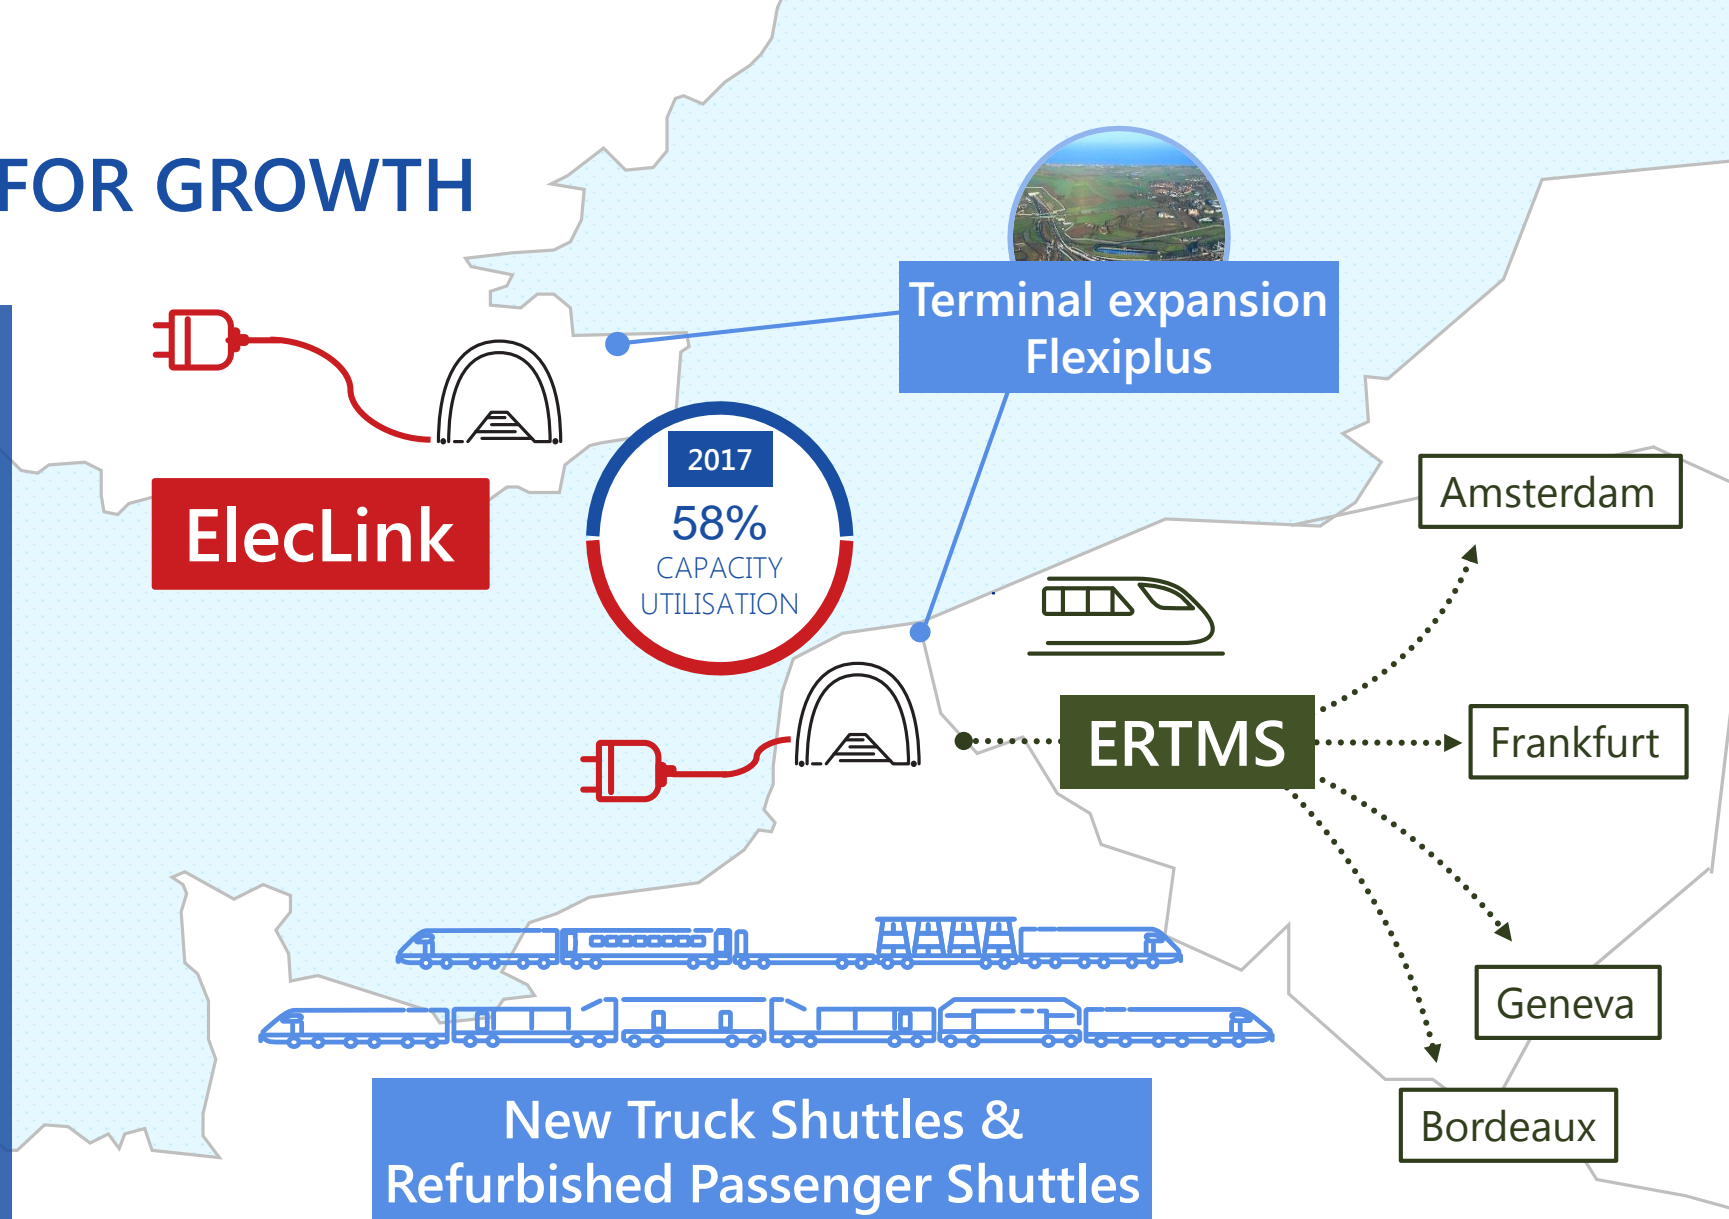 FOR GROWTH
Terminal expansion
Flexiplus
2017
58%
CAPACITY
UTILISATION
ElecLink
Amsterdam
ERTMS
Frankfurt
Geneva
Bordeaux
New Truck Shuttles &
Refurbished Passenger Shuttles